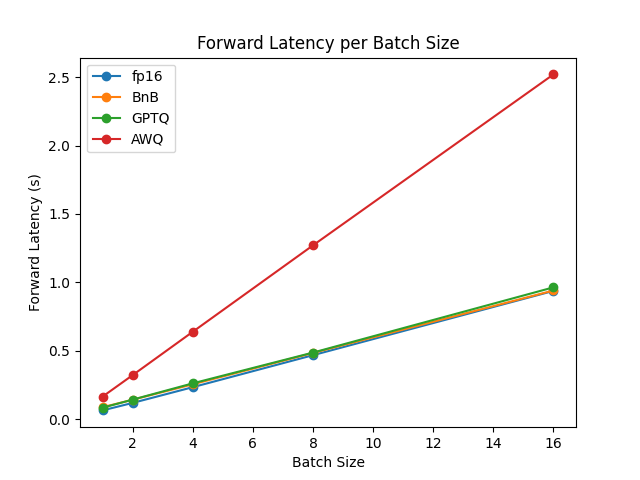 Forward Latency per Batch Size
fp16
BnB
GPTQ
AWQ
Forward Latency (s)
2.5
2.0
1.5
1.0
0.5
0.0
2 4 6 8 10 12 14 16
Batch Size